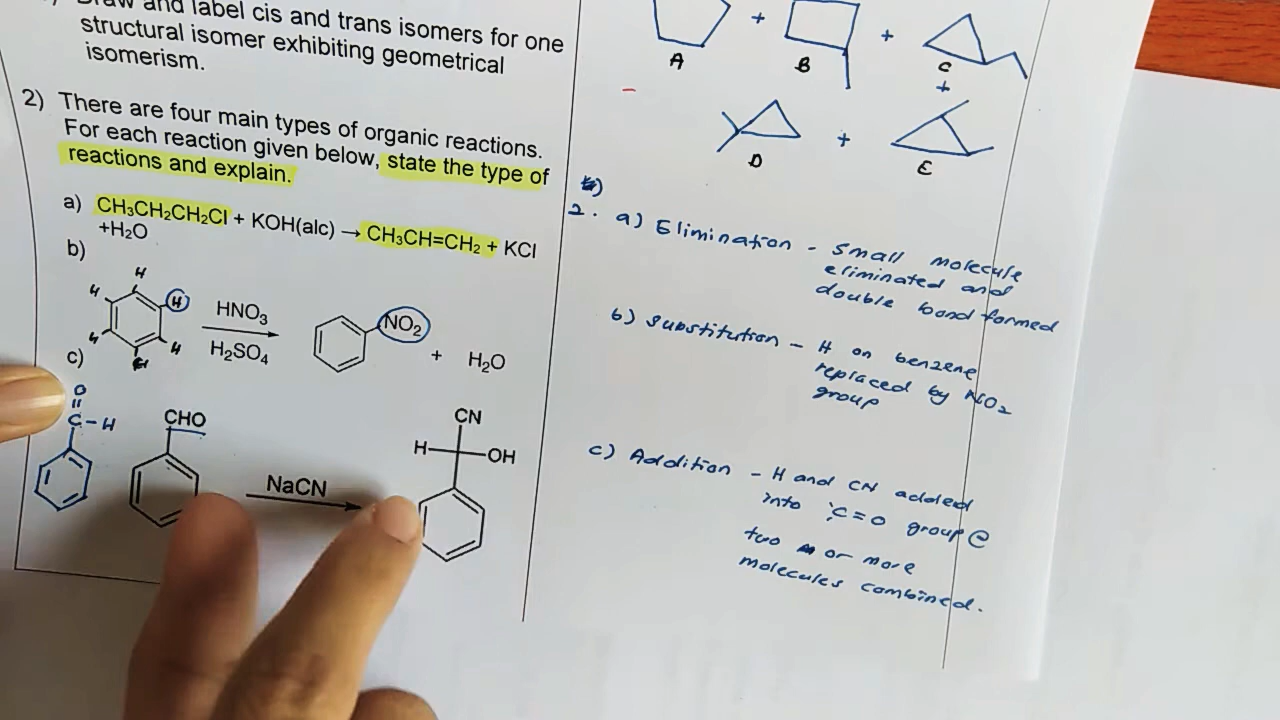 Draw and label cis and trans isomers for one
structural isomer exhibiting geometrical
isomerism.
2) There are four main types of organic reactions.
For each reaction given below, state the type of
reactions and explain.
a) CH₃CH₂CH₂Cl + KOH(alc) → CH₃CH=CH₂ + KCl
+H₂O
b)
H
H
H
H
H
H
HNO₃
H₂SO₄
NO₂
+ H₂O
c)
O
C-H
CHO
NaCN
CN
H
OH
+
+
A
B
C
+
D
+
E
2. a) Elimination - small molecule
eliminated and
double bond formed
b) Substitution - H on benzene
replaced by NO₂
group
c) Addition - H and CN added
into C=O group @
two or more
molecules combined.